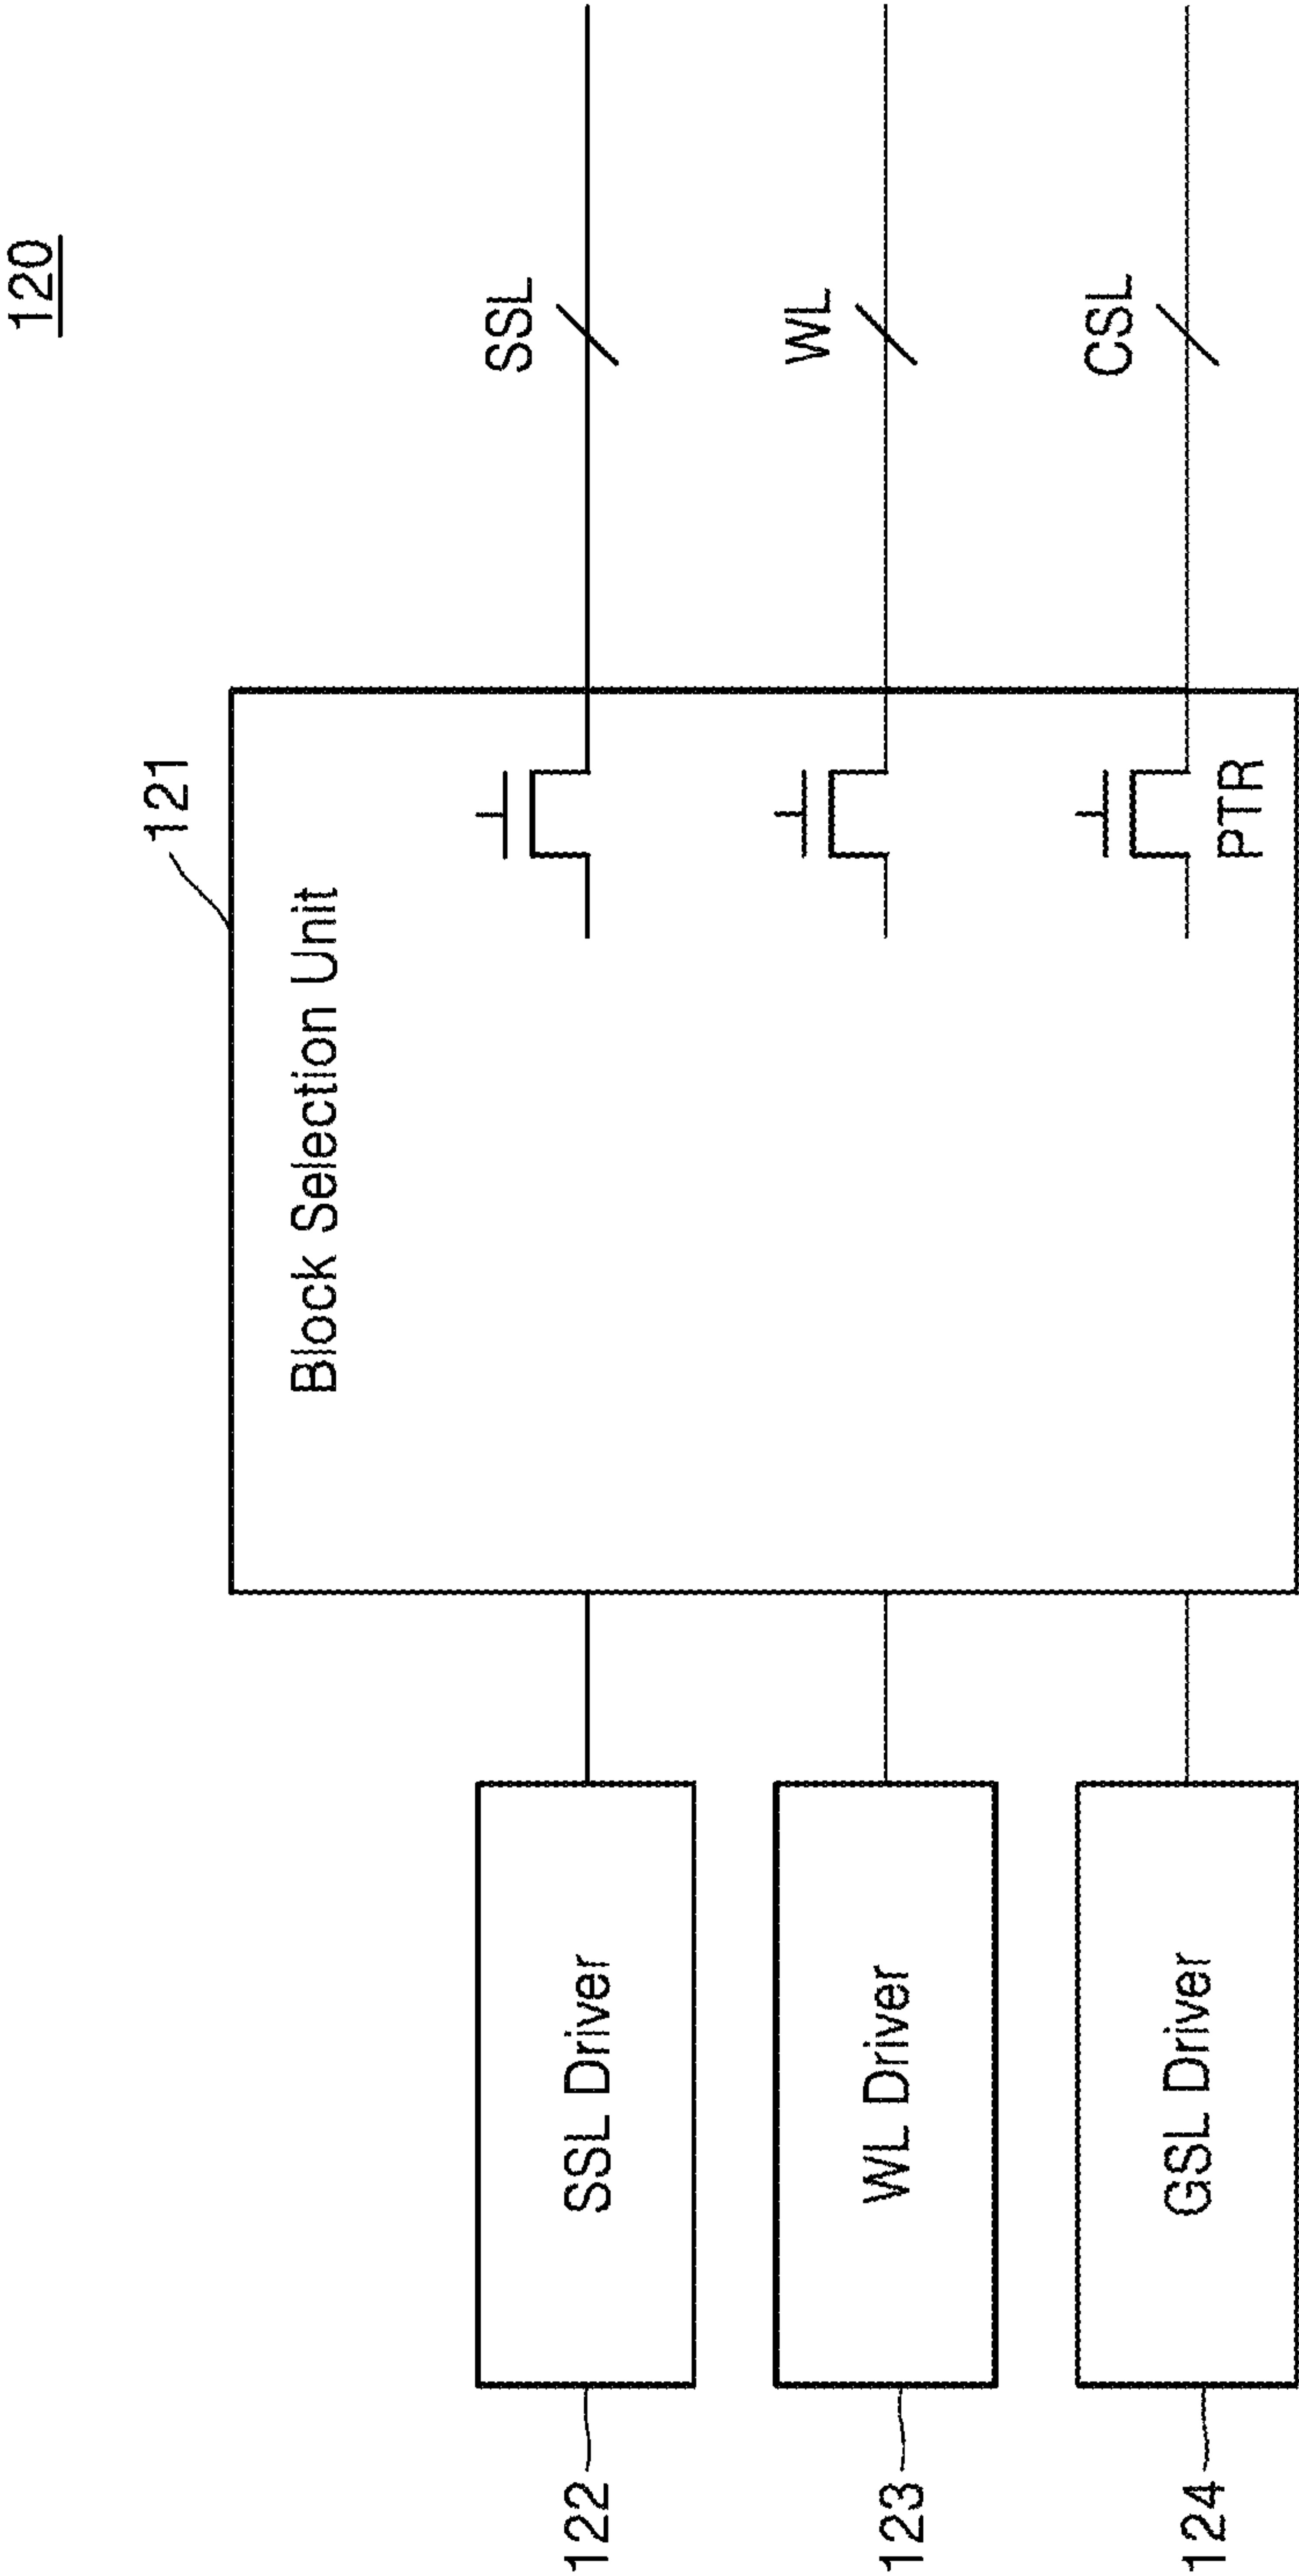 120
121
Block Selection Unit
122
SSL Driver
SSL
123
WL Driver
WL
124
GSL Driver
PTR
CSL